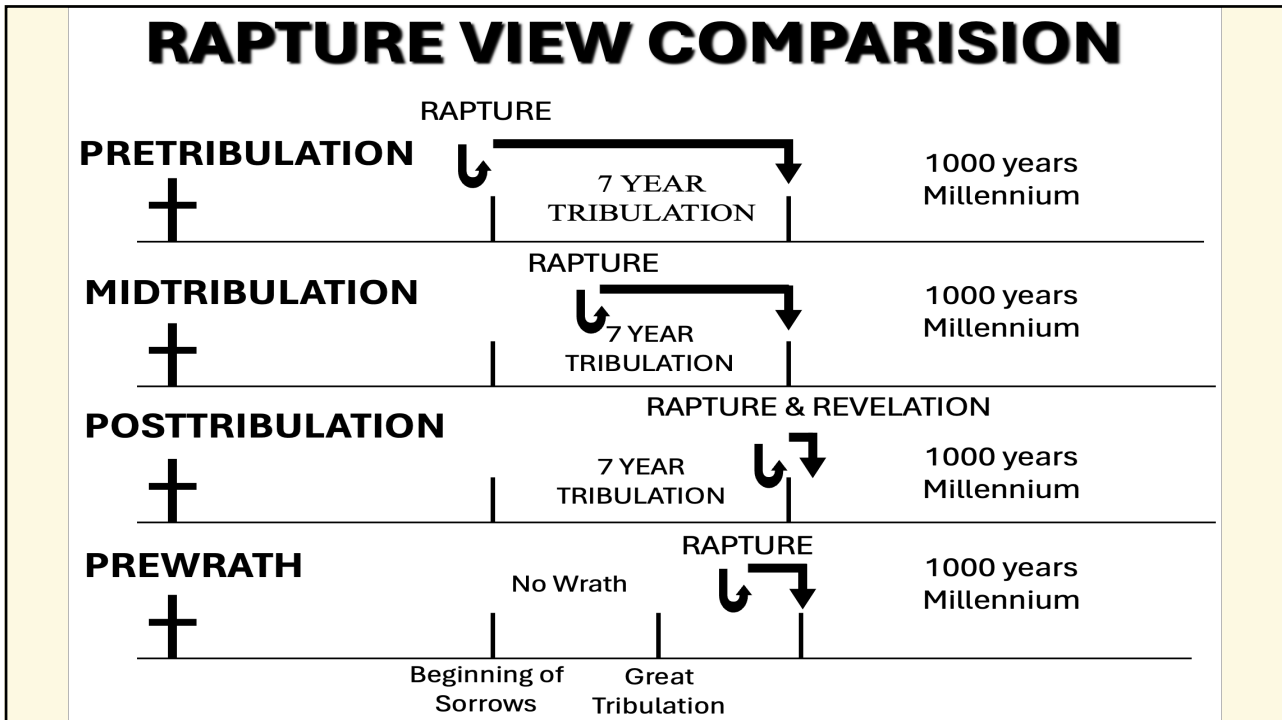 RAPTURE VIEW COMPARISION
RAPTURE
PRETRIBULATION
7 YEAR
TRIBULATION
1000 years
Millennium
RAPTURE
MIDTRIBULATION
7 YEAR
TRIBULATION
1000 years
Millennium
RAPTURE & REVELATION
POSTTRIBULATION
7 YEAR
TRIBULATION
1000 years
Millennium
RAPTURE
PREWRATH
No Wrath
1000 years
Millennium
Beginning of
Sorrows
Great
Tribulation